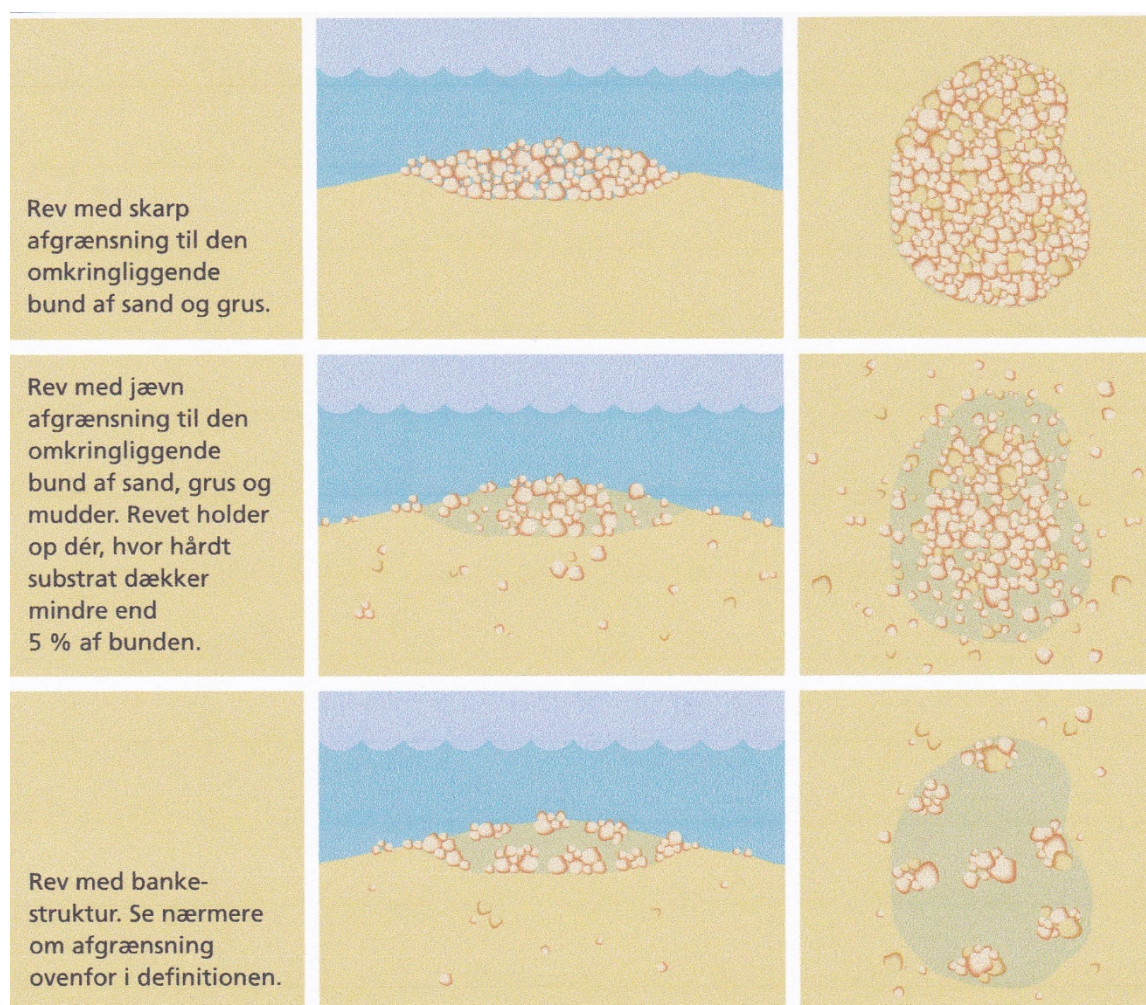 Rev med skarp
afgrænsning til den
omkringliggende
bund af sand og grus.
Rev med jævn
afgrænsning til den
omkringliggende
bund af sand, grus og
mudder. Revet holder
op dér, hvor hårdt
substrat dækker
mindre end
5 % af bunden.
Rev med banke-
struktur. Se nærmere
om afgrænsning
ovenfor i definitionen.